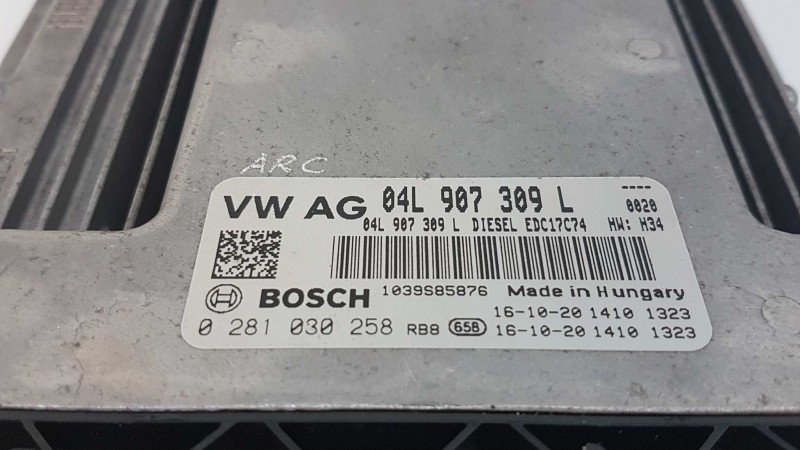 ARC
VW AG 04L 907 309 L ----
04L 907 309 L DIESEL EDC17C74 0020
HW: H34
BOSCH 1039S85876 Made in Hungary
16-10-20 1410 1323
0 281 030 258 RB8 658 16-10-20 1410 1323